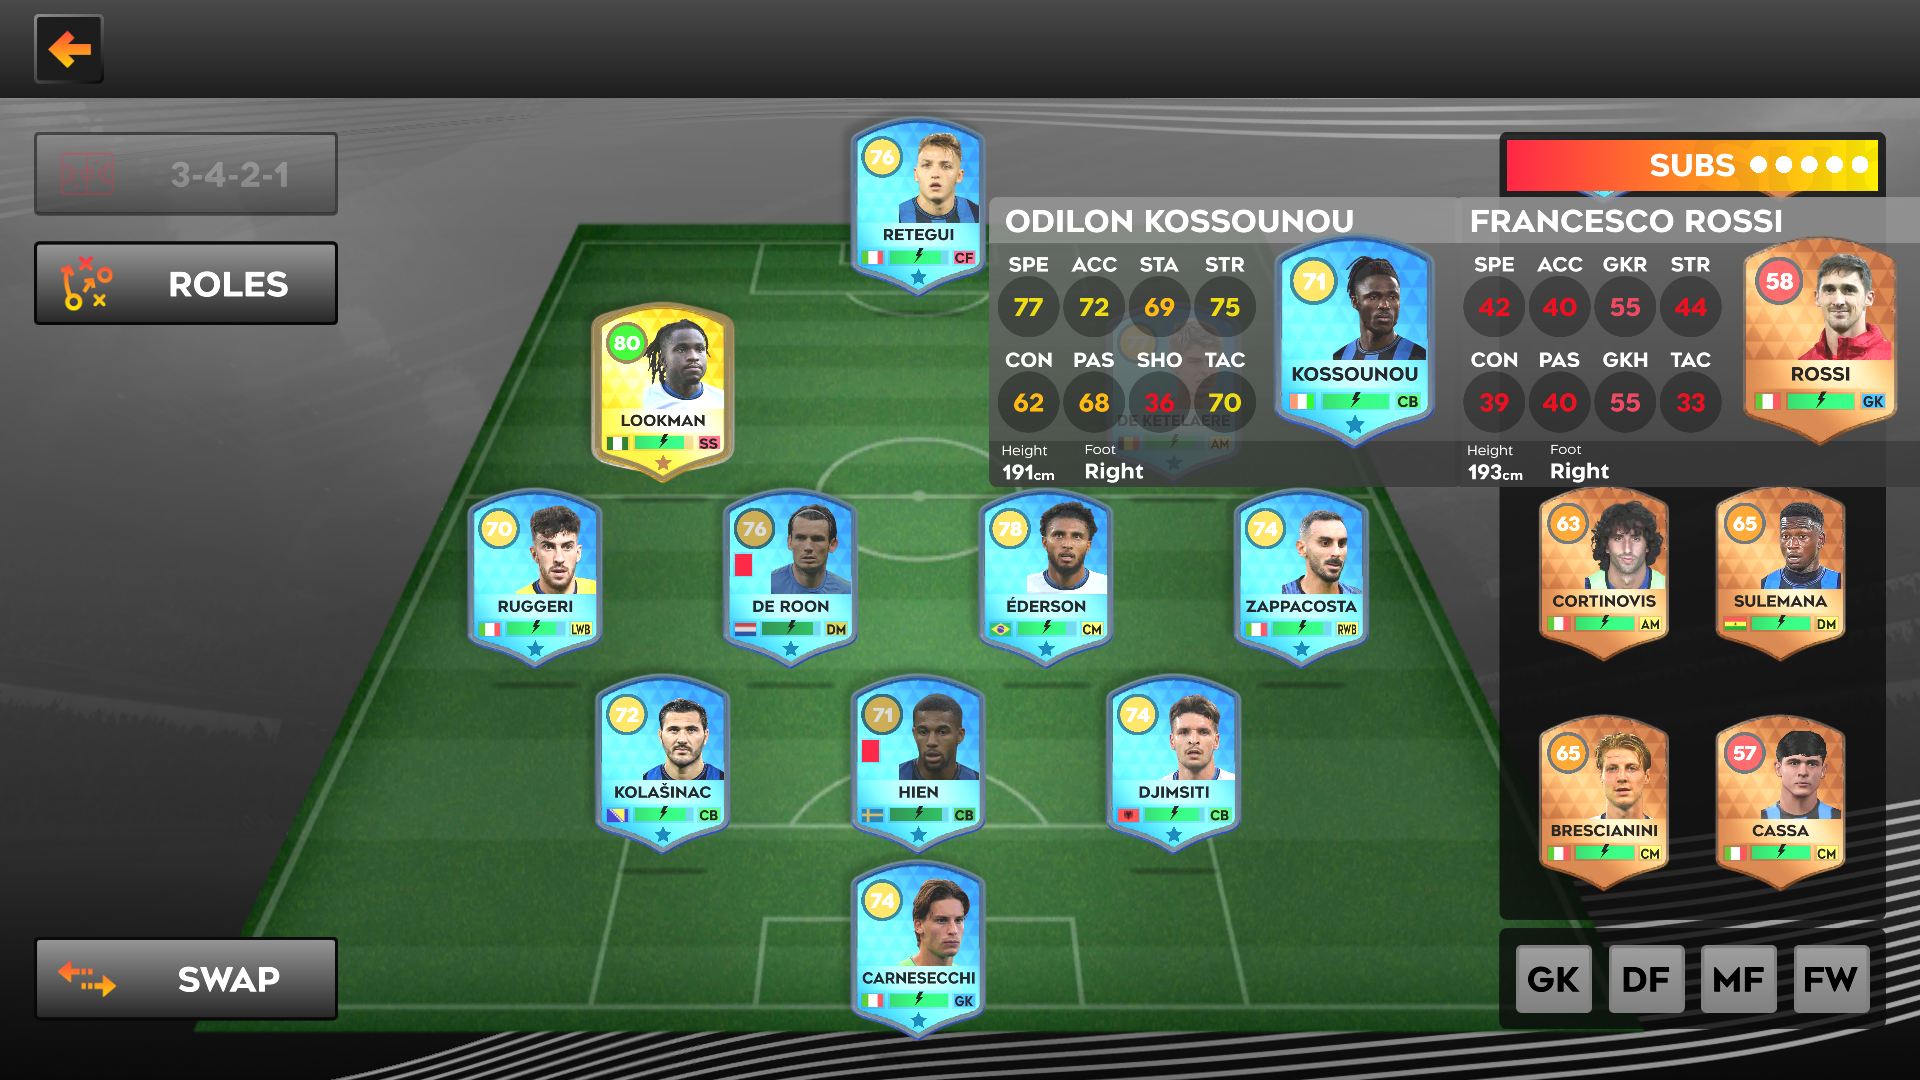 3-4-2-1
ROLES
SUBS
76
RETEGUI
CF
ODILON KOSSOUNOU
SPE ACC STA STR
77 72 69 75
CON PAS SHO TAC
62 68 36 70
Height Foot
191cm Right
71
KOSSOUNOU
CB
FRANCESCO ROSSI
SPE ACC GKR STR
42 40 55 44
CON PAS GKH TAC
39 40 55 33
Height Foot
193cm Right
58
ROSSI
GK
80
LOOKMAN
SS
DE KETELAERE
AM
70
RUGGERI
LWB
76
DE ROON
DM
78
ÉDERSON
CM
74
ZAPPACOSTA
RWB
63
CORTINOVIS
AM
65
SULEMANA
DM
72
KOLAŠINAC
CB
71
HIEN
CB
74
DJIMSITI
CB
65
BRESCIANINI
CM
57
CASSA
CM
74
CARNESECCHI
GK
SWAP
GK DF MF FW